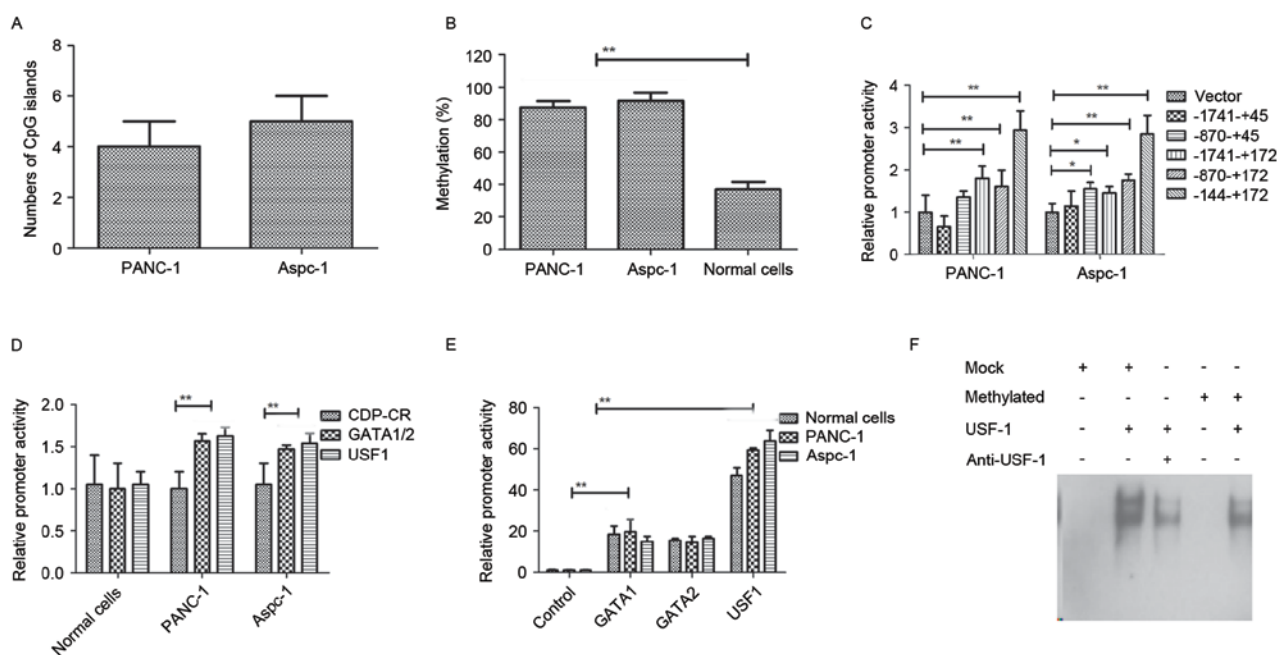 A
Numbers of CpG islands
8
6
4
2
0
PANC-1
Aspc-1
B
**
Methylation (%)
120
100
80
60
40
20
0
PANC-1
Aspc-1
Normal cells
C
Relative promoter activity
4
3
2
1
0
**
**
**
**
**
*
*
PANC-1
Aspc-1
Vector
-1741-+45
-870-+45
-1741-+172
-870-+172
-144-+172
D
Relative promoter activity
2.0
1.5
1.0
0.5
0.0
**
**
Normal cells
PANC-1
Aspc-1
CDP-CR
GATA1/2
USF1
E
Relative promoter activity
80
60
40
20
0
**
**
Control
GATA1
GATA2
USF1
Normal cells
PANC-1
Aspc-1
F
Mock + + - - -
Methylated - - - + +
USF-1 - + + - +
Anti-USF-1 - - + - -